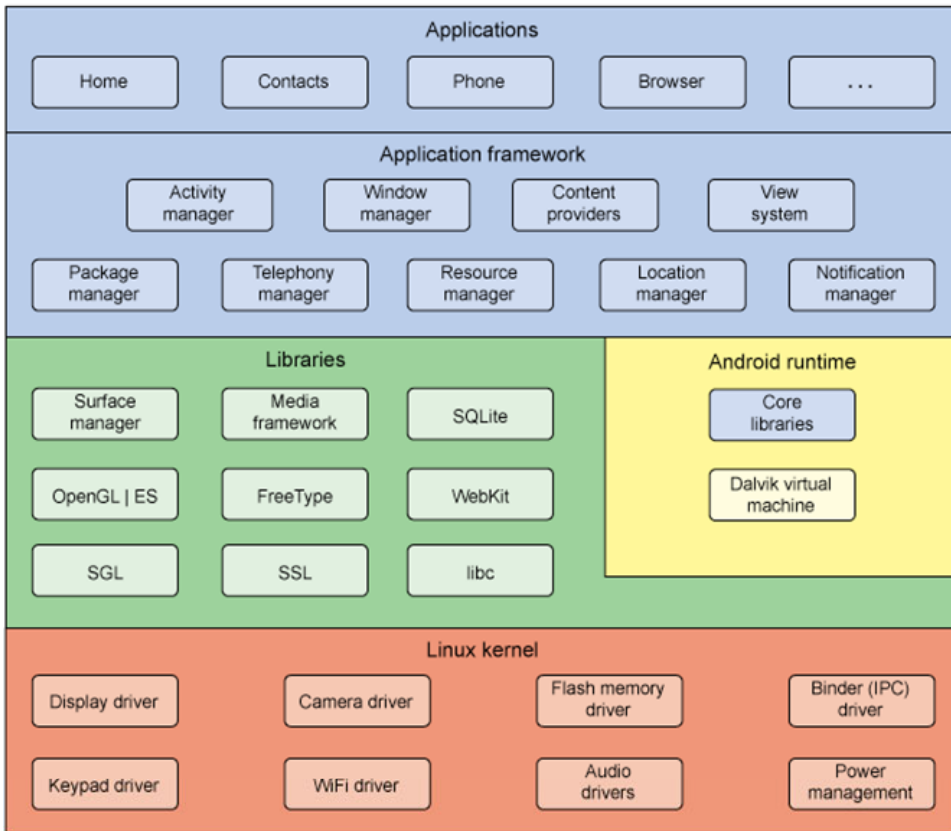 Applications
Home
Contacts
Phone
Browser
...
Application framework
Activity
manager
Window
manager
Content
providers
View
system
Package
manager
Telephony
manager
Resource
manager
Location
manager
Notification
manager
Libraries
Surface
manager
Media
framework
SQLite
OpenGL | ES
FreeType
WebKit
SGL
SSL
libc
Android runtime
Core
libraries
Dalvik virtual
machine
Linux kernel
Display driver
Camera driver
Flash memory
driver
Binder (IPC)
driver
Keypad driver
WiFi driver
Audio
drivers
Power
management